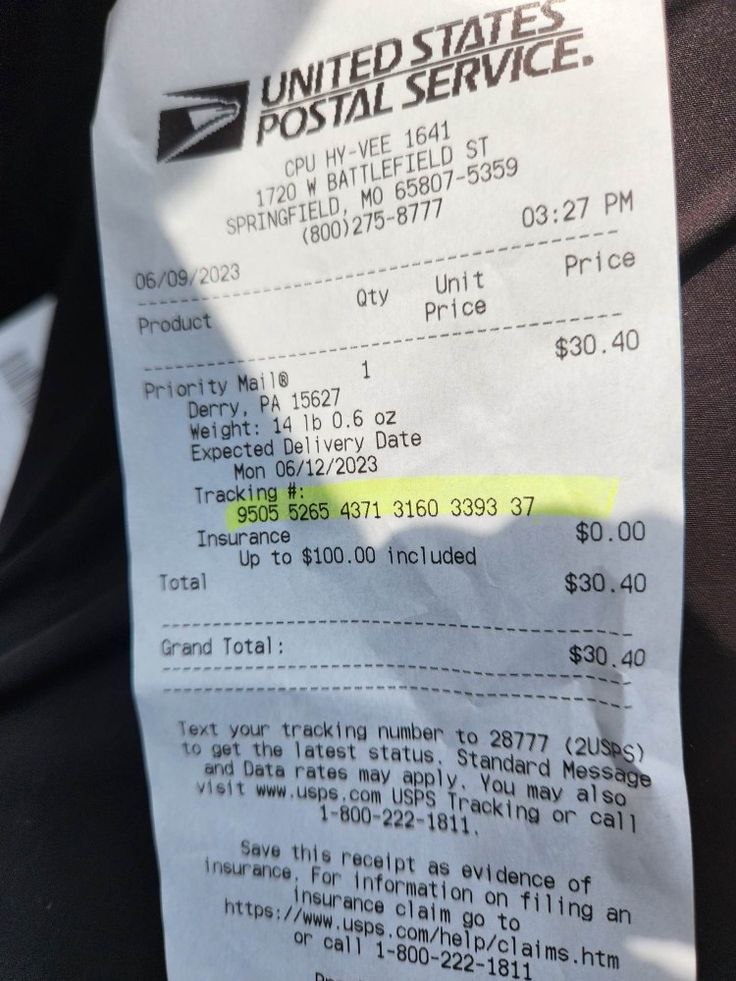 UNITED STATES
POSTAL SERVICE.
CPU HY-VEE 1641
1720 W BATTLEFIELD ST
SPRINGFIELD, MO 65807-5359
(800)275-8777
06/09/2023 03:27 PM
Product Qty Unit Price
Price
Priority Mail® 1 $30.40
Derry, PA 15627
Weight: 14 lb 0.6 oz
Expected Delivery Date
Mon 06/12/2023
Tracking #:
9505 5265 4371 3160 3393 37
Insurance $0.00
Up to $100.00 included
Total $30.40
Grand Total: $30.40
Text your tracking number to 28777 (2USPS)
to get the latest status. Standard Message
and Data rates may apply. You may also
visit www.usps.com USPS Tracking or call
1-800-222-1811.
Save this receipt as evidence of
insurance. For information on filing an
insurance claim go to
https://www.usps.com/help/claims.htm
or call 1-800-222-1811